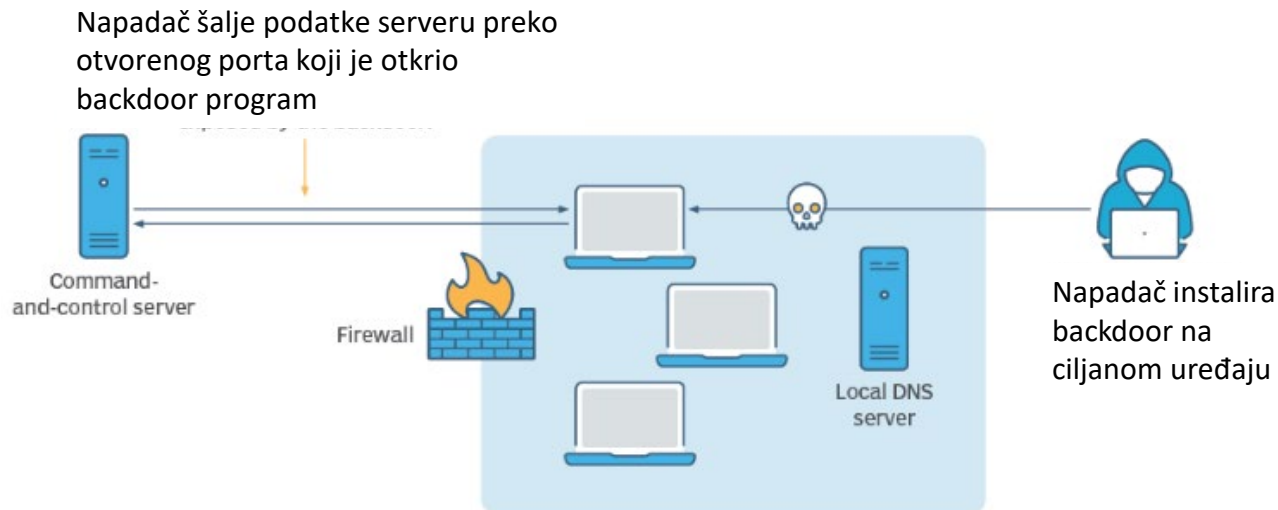 Napadač šalje podatke serveru preko
otvorenog porta koji je otkrio
backdoor program
Command-
and-control server
Firewall
Local DNS
server
Napadač instalira
backdoor na
ciljanom uređaju